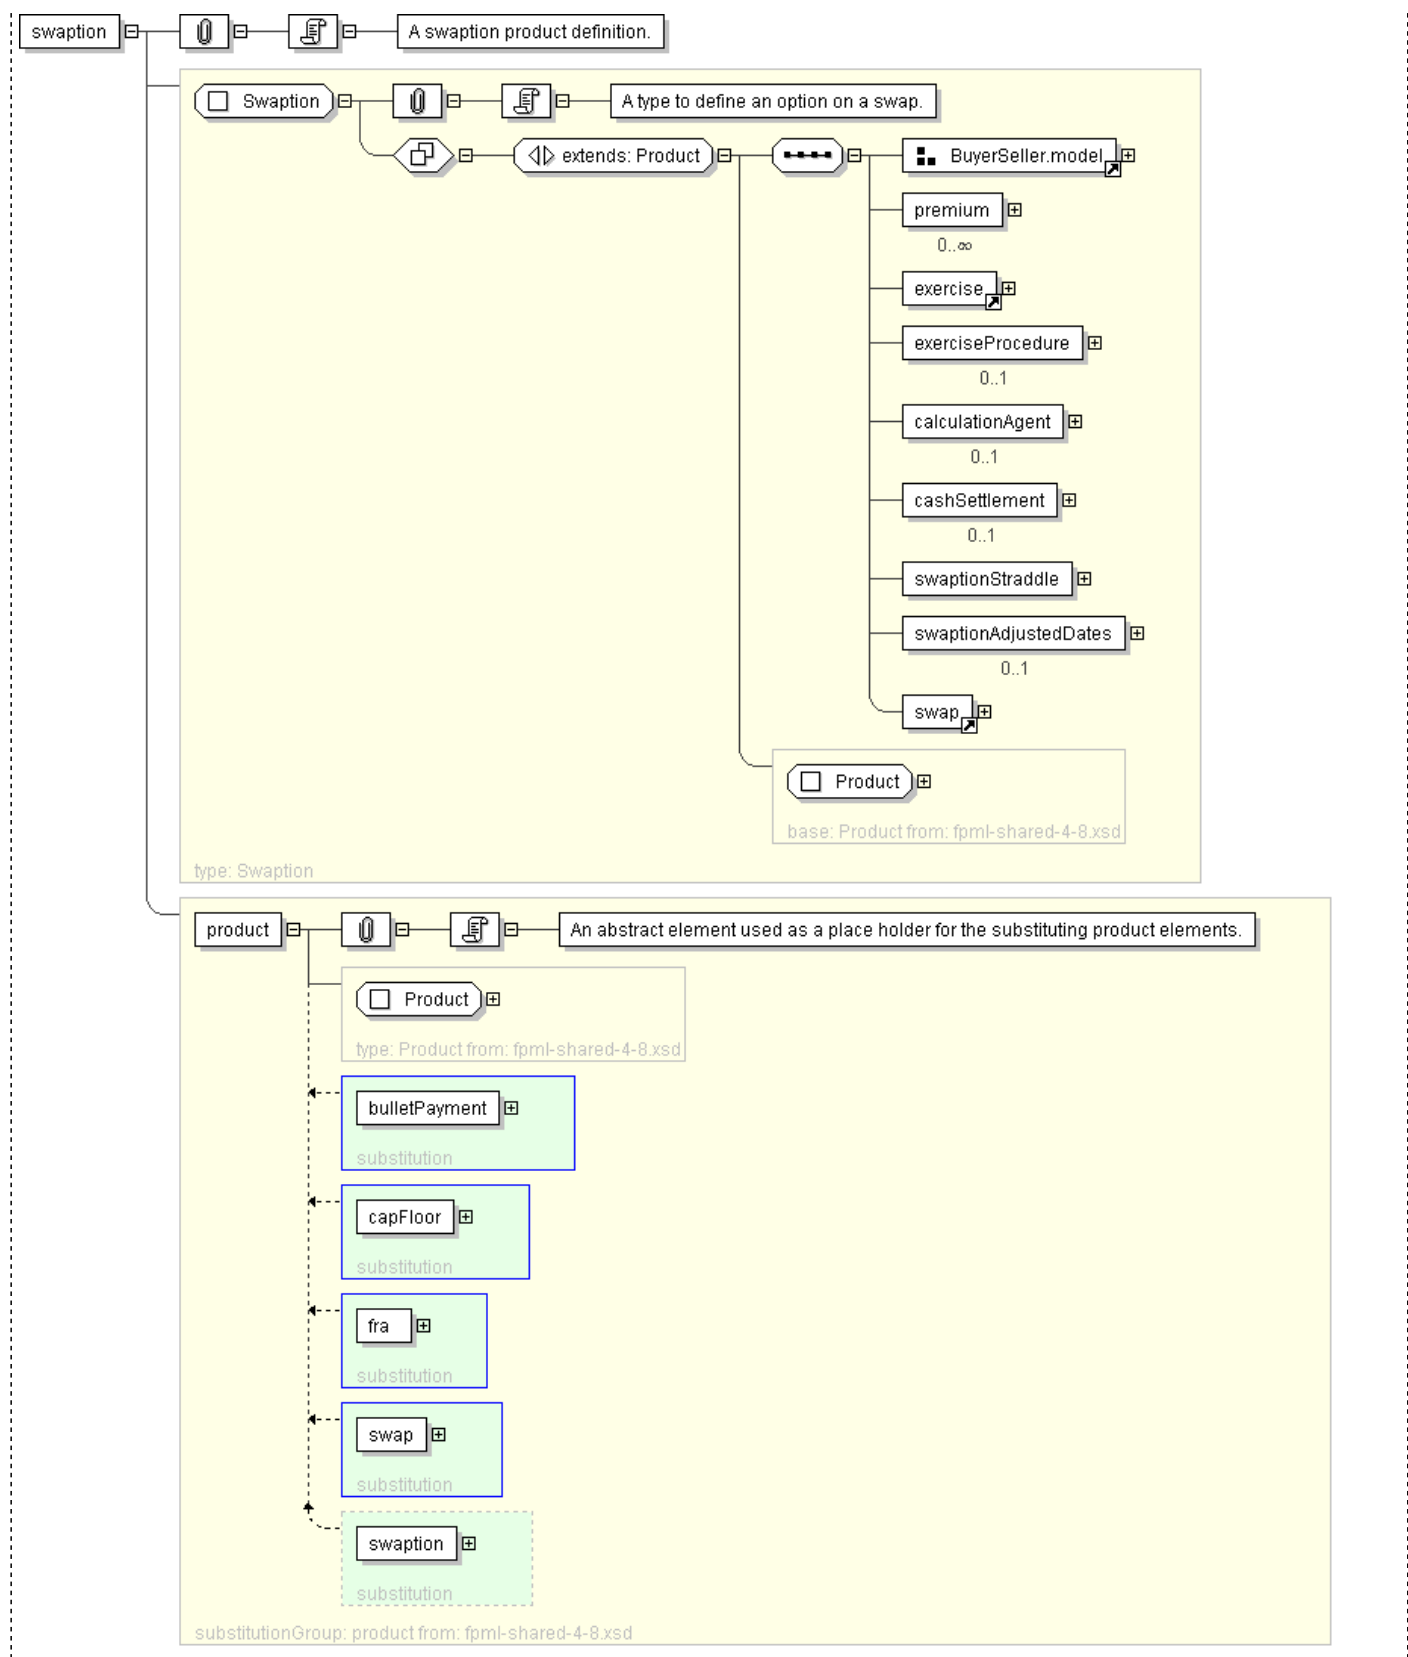 swaption
A swaption product definition.
Swaption
A type to define an option on a swap.
extends: Product
BuyerSeller.model
premium
0..∞
exercise
exerciseProcedure
0..1
calculationAgent
0..1
cashSettlement
0..1
swaptionStraddle
swaptionAdjustedDates
0..1
swap
Product
base: Product from: fpml-shared-4-8.xsd
type: Swaption
product
An abstract element used as a place holder for the substituting product elements.
Product
type: Product from: fpml-shared-4-8.xsd
bulletPayment
substitution
capFloor
substitution
fra
substitution
swap
substitution
swaption
substitution
substitutionGroup: product from: fpml-shared-4-8.xsd